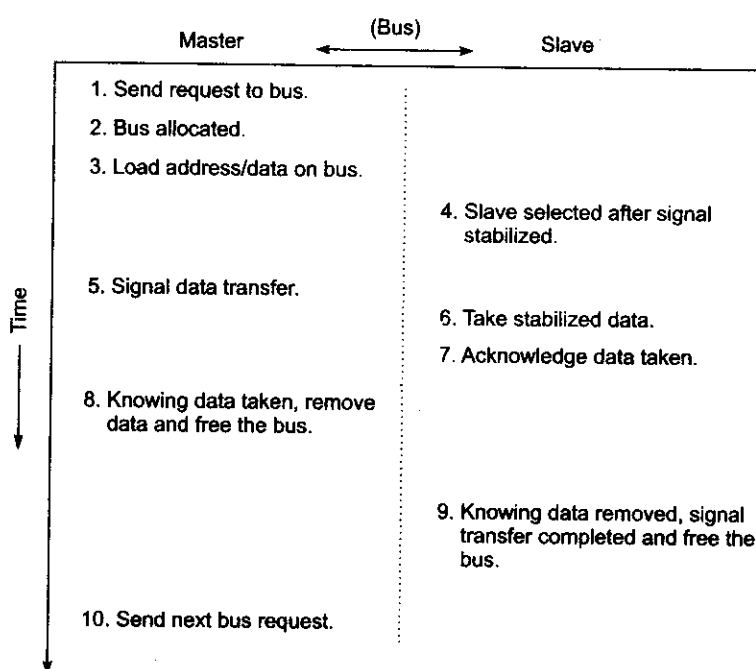 Master (Bus) Slave
1. Send request to bus.
2. Bus allocated.
3. Load address/data on bus.
4. Slave selected after signal
stabilized.
5. Signal data transfer.
6. Take stabilized data.
7. Acknowledge data taken.
Time
8. Knowing data taken, remove
data and free the bus.
9. Knowing data removed, signal
transfer completed and free the
bus.
10. Send next bus request.